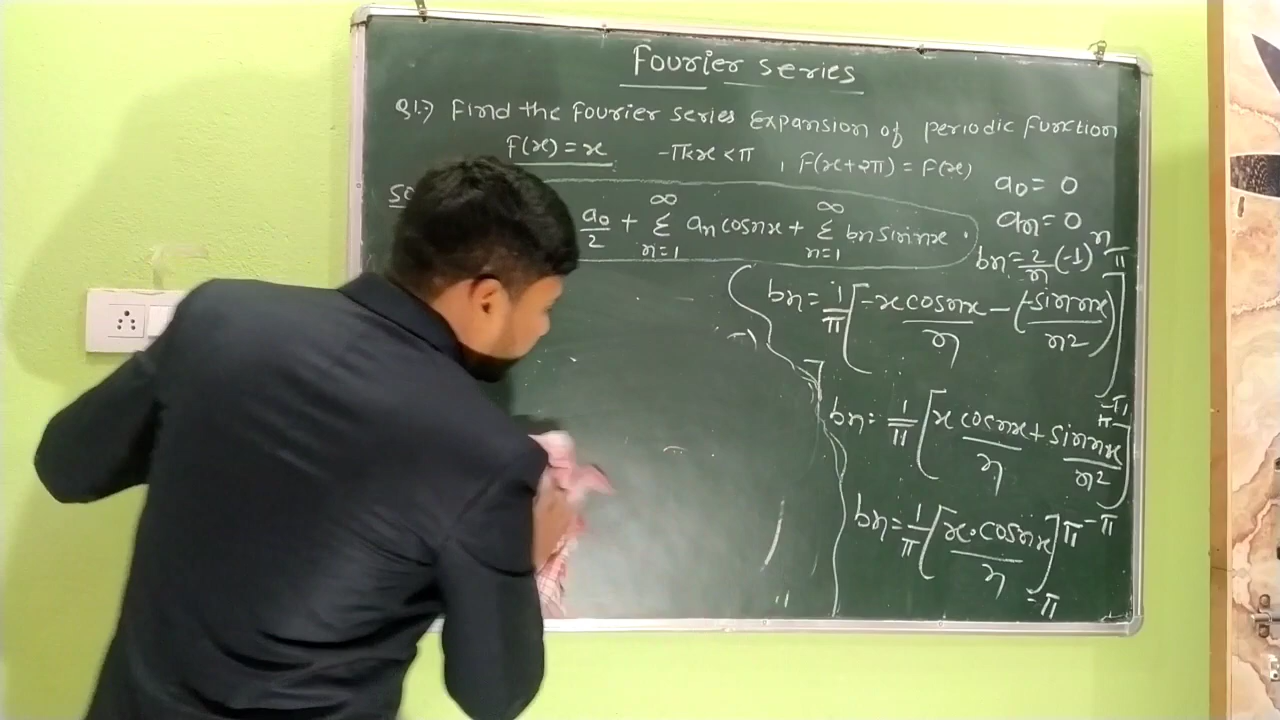 Fourier series
Q1.) Find the Fourier series Expansion of periodic function
F(x) = x -π<x<π , F(x+2π) = F(x)
so
a0/2 + Σ n=1 ∞ an cosnx + Σ n=1 ∞ bn sinnx .
a0 = 0
an = 0
bn = 2/n (-1)^n
bn = 1/π [-x cosnx/n - (-sinnx/n2)] π -π
bn = 1/π [x cosnx/n + sinnx/n2] π -π
bn = 1/π [x.cosnx/n] π -π